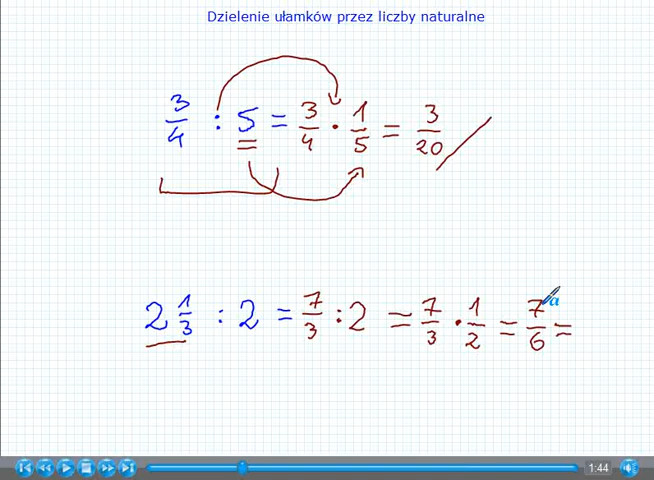 Dzielenie ułamków przez liczby naturalne
3/4 : 5 = 3/4 · 1/5 = 3/20
2 1/3 : 2 = 7/3 : 2 = 7/3 · 1/2 = 7/6 =
1:44